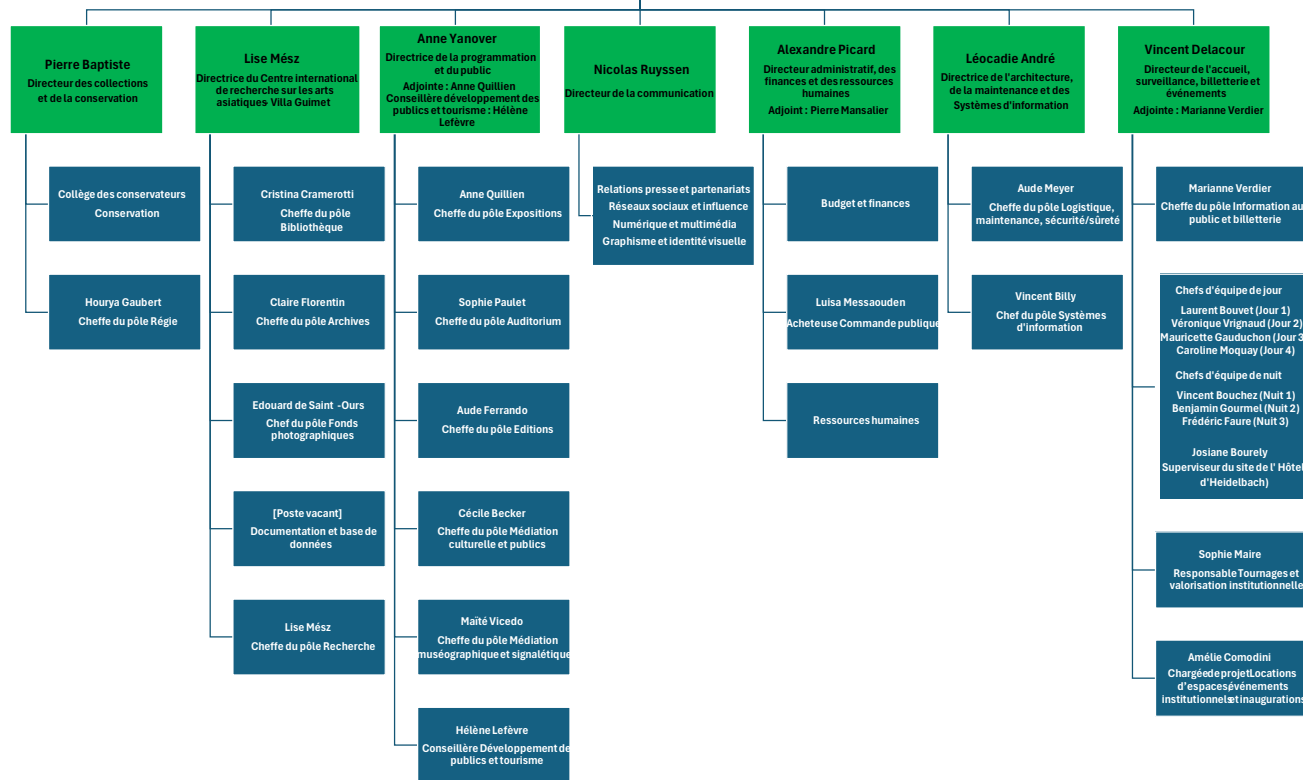 Pierre Baptiste
Directeur des collections
et de la conservation
Lise Mész
Directrice du Centre international
de recherche sur les arts
asiatiques Villa Guimet
Anne Yanover
Directrice de la programmation
et du public
Adjointe : Anne Quillien
Conseillère développement des
publics et tourisme : Hélène
Lefèvre
Nicolas Ruyssen
Directeur de la communication
Alexandre Picard
Directeur administratif, des
finances et des ressources
humaines
Adjoint : Pierre Mansalier
Léocadie André
Directrice de l'architecture,
de la maintenance et des
Systèmes d'information
Vincent Delacour
Directeur de l'accueil,
surveillance, billetterie et
événements
Adjointe : Marianne Verdier
Collège des conservateurs
Conservation
Hourya Gaubert
Cheffe du pôle Régie
Cristina Cramerotti
Cheffe du pôle
Bibliothèque
Claire Florentin
Cheffe du pôle Archives
Edouard de Saint -Ours
Chef du pôle Fonds
photographiques
[Poste vacant]
Documentation et base de
données
Lise Mész
Cheffe du pôle Recherche
Anne Quillien
Cheffe du pôle Expositions
Sophie Paulet
Cheffe du pôle Auditorium
Aude Ferrando
Cheffe du pôle Editions
Cécile Becker
Cheffe du pôle Médiation
culturelle et publics
Maïté Vicedo
Cheffe du pôle Médiation
muséographique et signalétique
Hélène Lefèvre
Conseillère Développement de
publics et tourisme
Relations presse et partenariats
Réseaux sociaux et influence
Numérique et multimédia
Graphisme et identité visuelle
Budget et finances
Luisa Messaouden
Acheteuse Commande publique
Ressources humaines
Aude Meyer
Cheffe du pôle Logistique,
maintenance, sécurité/sûreté
Vincent Billy
Chef du pôle Systèmes
d'information
Marianne Verdier
Cheffe du pôle Information au
public et billetterie
Chefs d'équipe de jour
Laurent Bouvet (Jour 1)
Véronique Vrignaud (Jour 2)
Mauricette Gauduchon (Jour 3
Caroline Moquay (Jour 4)
Chefs d'équipe de nuit
Vincent Bouchez (Nuit 1)
Benjamin Gourmel (Nuit 2)
Frédéric Faure (Nuit 3)
Josiane Bourely
Superviseur du site de l' Hôtel
d'Heidelbach)
Sophie Maire
Responsable Tournages et
valorisation institutionnelle
Amélie Comodini
Chargée de projet Locations
d'espaces, événements
institutionnels et inaugurations